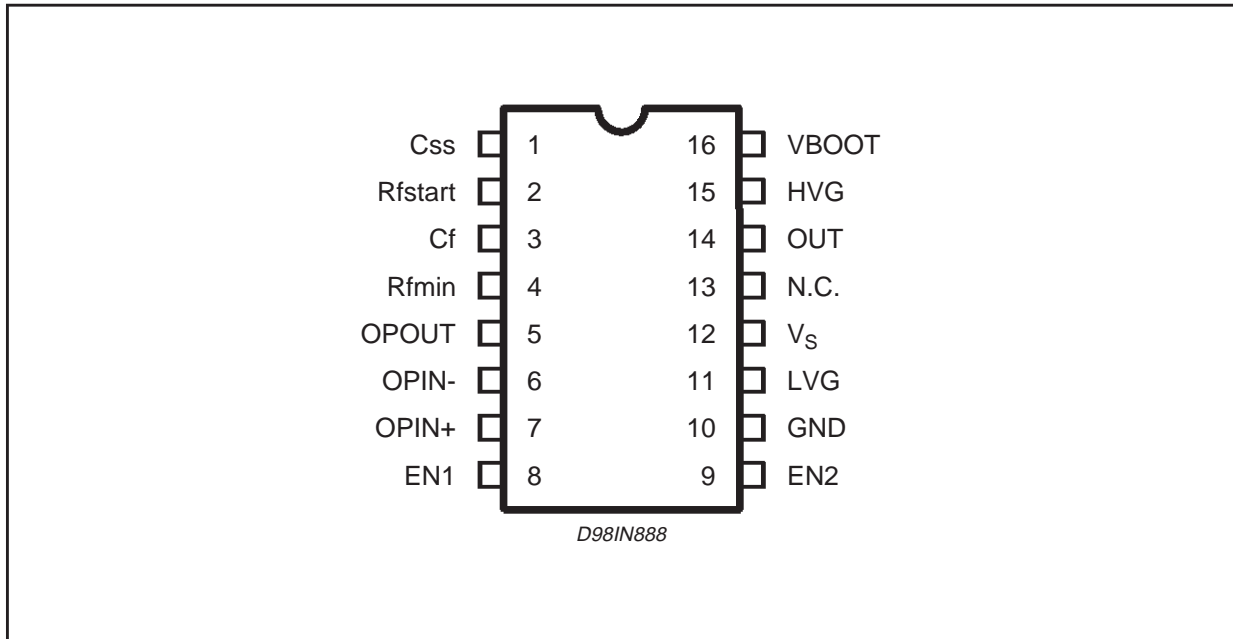 Css 1 16 VBOOT
Rfstart 2 15 HVG
Cf 3 14 OUT
Rfmin 4 13 N.C.
OPOUT 5 12 VS
OPIN- 6 11 LVG
OPIN+ 7 10 GND
EN1 8 9 EN2
D98IN888